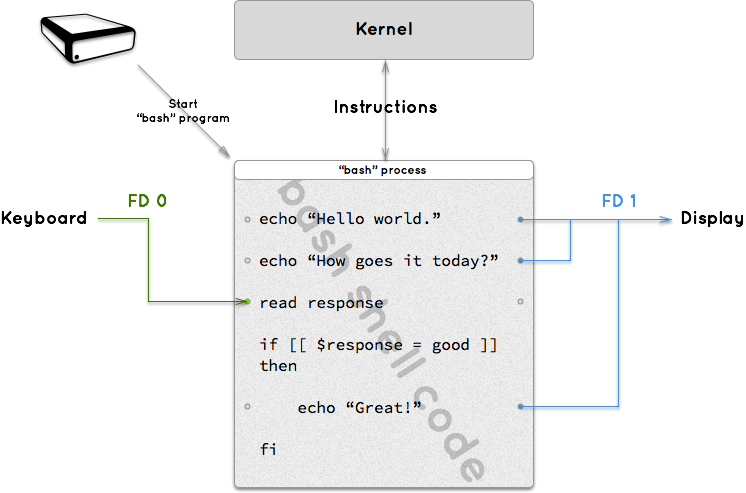 Kernel
Start
“bash” program
Instructions
“bash” process
FD 0
FD 1
Keyboard
Display
echo “Hello world.”
echo “How goes it today?”
read response
if [[ $response = good ]]
then
echo “Great!”
fi
bash shell code